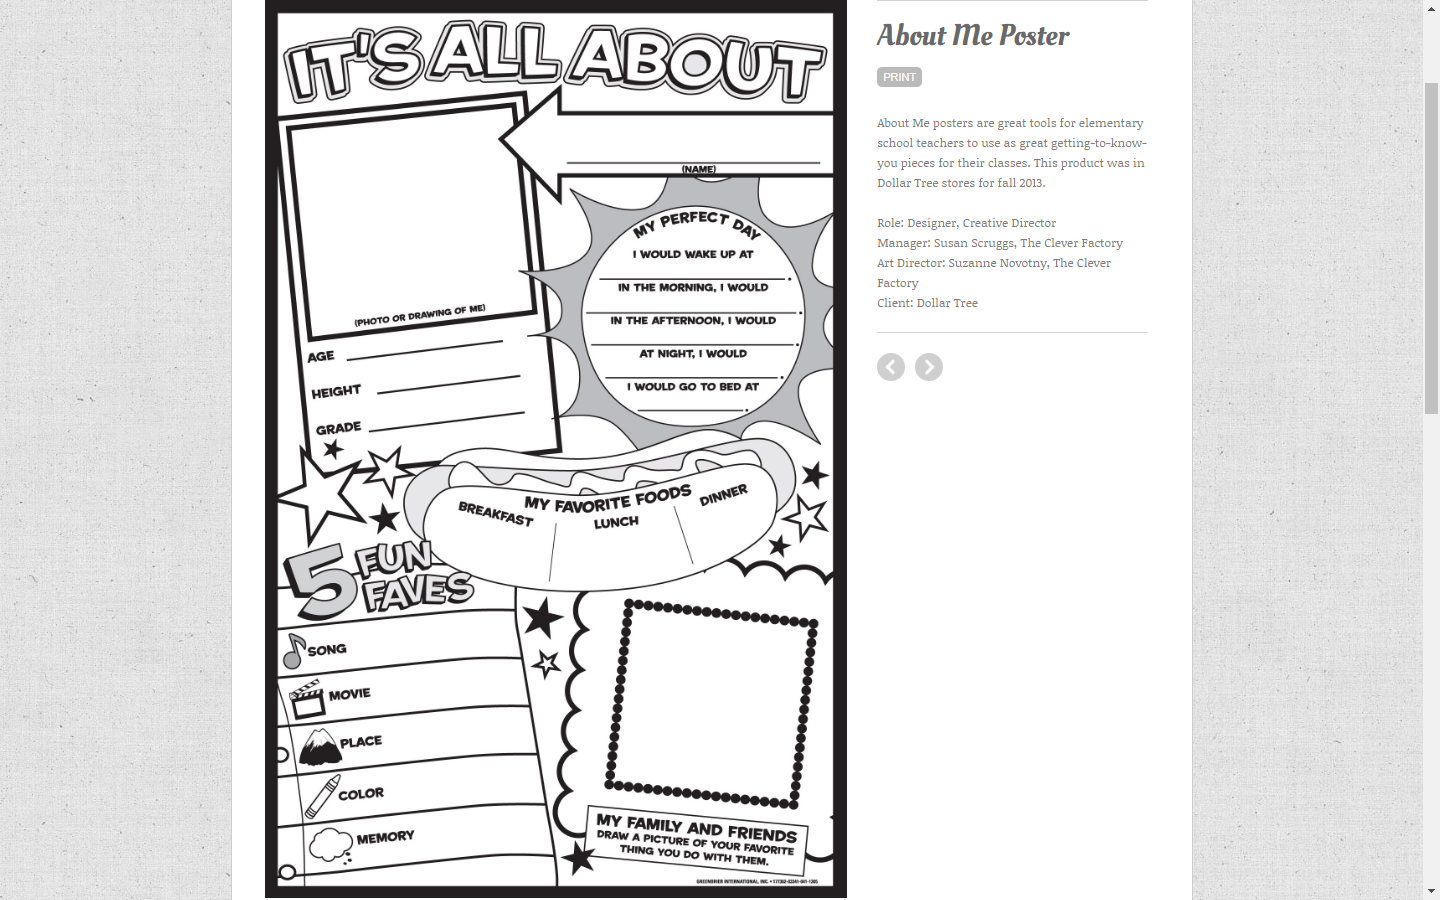 IT'S ALL ABOUT
(NAME)
(PHOTO OR DRAWING OF ME)
AGE
HEIGHT
GRADE
MY PERFECT DAY
I WOULD WAKE UP AT
.
IN THE MORNING, I WOULD
.
IN THE AFTERNOON, I WOULD
.
AT NIGHT, I WOULD
.
I WOULD GO TO BED AT
.
MY FAVORITE FOODS
BREAKFAST
LUNCH
DINNER
5 FUN
FAVES
SONG
MOVIE
PLACE
COLOR
MEMORY
MY FAMILY AND FRIENDS
DRAW A PICTURE OF YOUR FAVORITE
THING YOU DO WITH THEM.
GREENBRIER INTERNATIONAL, INC.
About Me Poster
PRINT
About Me posters are great tools for elementary
school teachers to use as great getting-to-know-
you pieces for their classes. This product was in
Dollar Tree stores for fall 2013.
Role: Designer, Creative Director
Manager: Susan Scruggs, The Clever Factory
Art Director: Suzanne Novotny, The Clever
Factory
Client: Dollar Tree